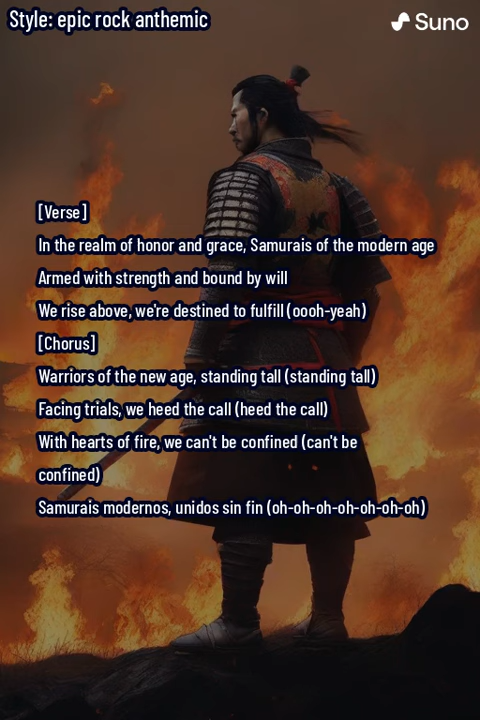 Style: epic rock anthemic
Suno
[Verse]
In the realm of honor and grace, Samurais of the modern age
Armed with strength and bound by will
We rise above, we're destined to fulfill (oooh-yeah)
[Chorus]
Warriors of the new age, standing tall (standing tall)
Facing trials, we heed the call (heed the call)
With hearts of fire, we can't be confined (can't be
confined)
Samurais modernos, unidos sin fin (oh-oh-oh-oh-oh-oh-oh)